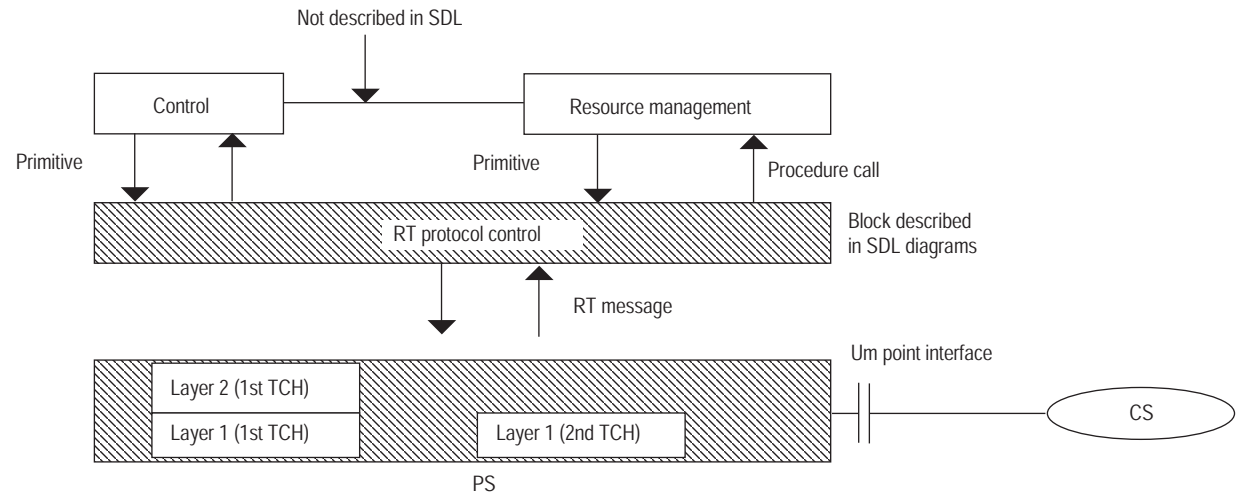 Not described in SDL
Control
Resource management
Primitive
Primitive
Procedure call
RT protocol control
Block described
in SDL diagrams
RT message
Um point interface
Layer 2 (1st TCH)
Layer 1 (1st TCH)
Layer 1 (2nd TCH)
CS
PS